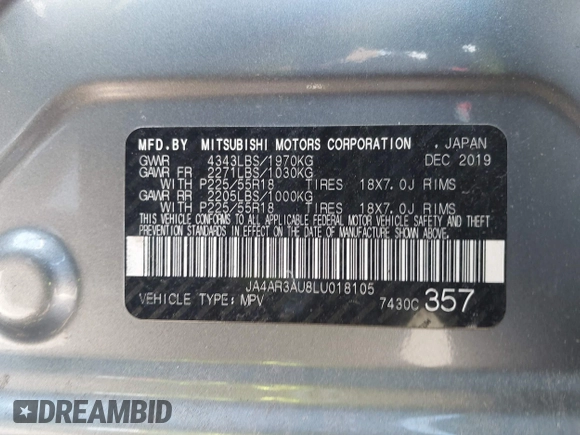 MFD.BY MITSUBISHI MOTORS CORPORATION . JAPAN
GVWR 4343LBS/1970KG DEC 2019
GAWR FR 2271LBS/1030KG
WITH P225/55R18 TIRES 18X7.0J RIMS
GAWR RR 2205LBS/1000KG
WITH P225/55R18 TIRES 18X7.0J RIMS
THIS VEHICLE CONFORMS TO ALL APPLICABLE FEDERAL MOTOR VEHICLE SAFETY AND THEFT
PREVENTION STANDARDS IN EFFECT ON THE DATE OF MANUFACTURE SHOWN ABOVE.
JA4AR3AU8LU018105
VEHICLE TYPE: MPV 7430C 357
DREAMBID